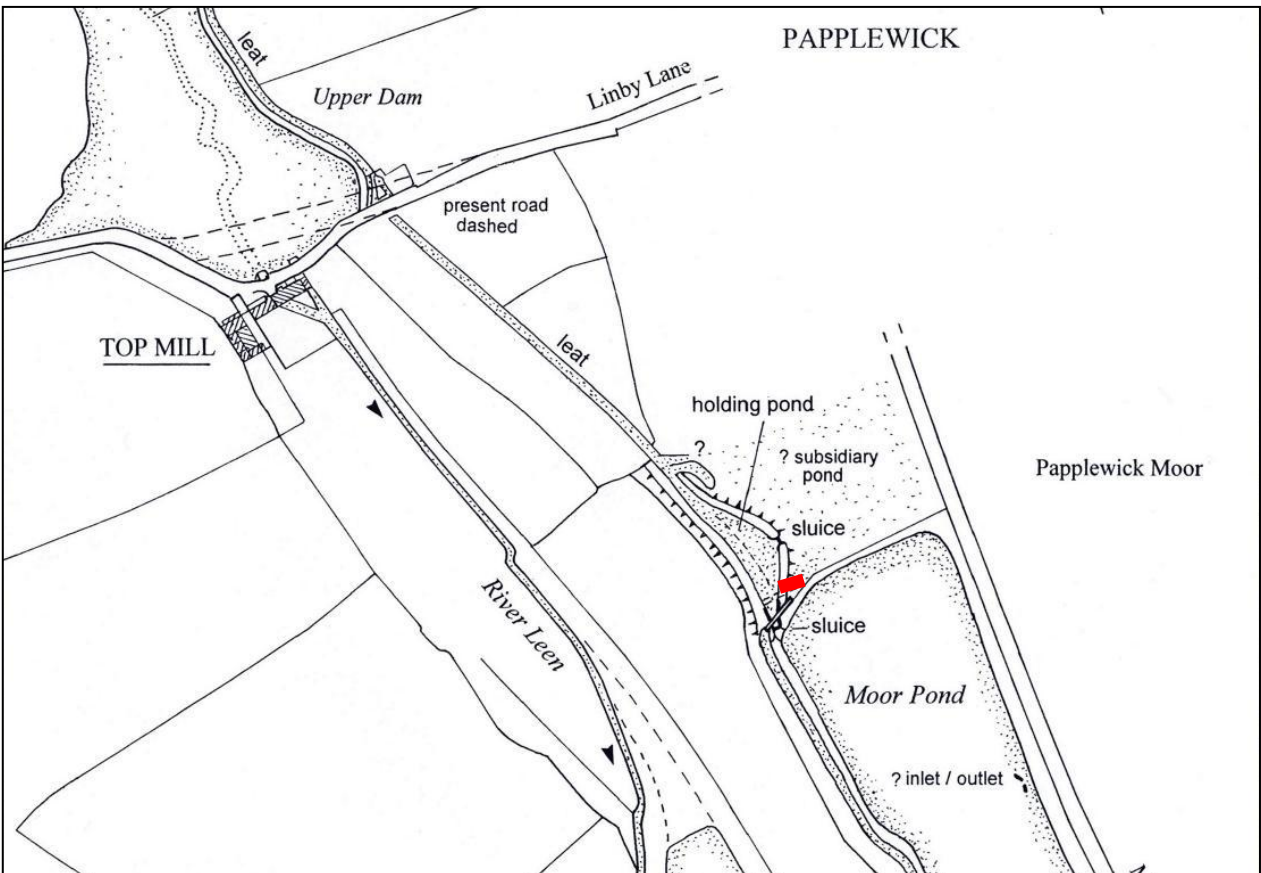 PAPPLEWICK
leat
Upper Dam
Linby Lane
present road
dashed
TOP MILL
leat
holding pond
?
? subsidiary
pond
Papplewick Moor
sluice
River Leen
sluice
Moor Pond
? inlet / outlet